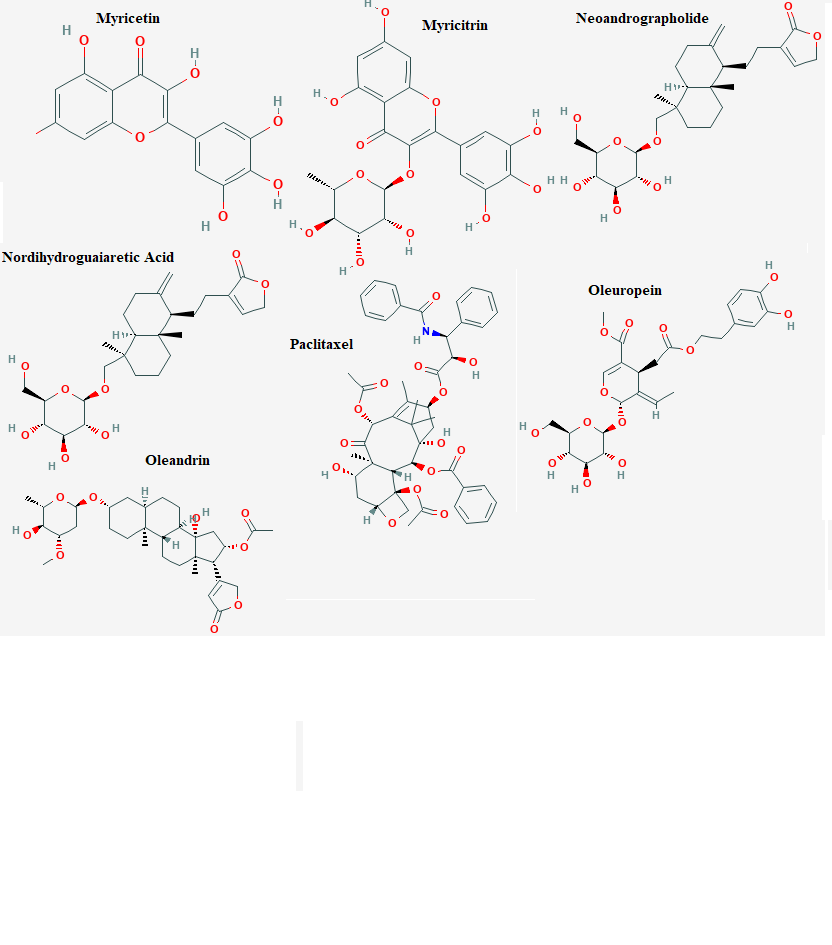 Myricetin
Myricitrin
Neoandrographolide
Nordihydroguaiaretic Acid
Paclitaxel
Oleuropein
Oleandrin